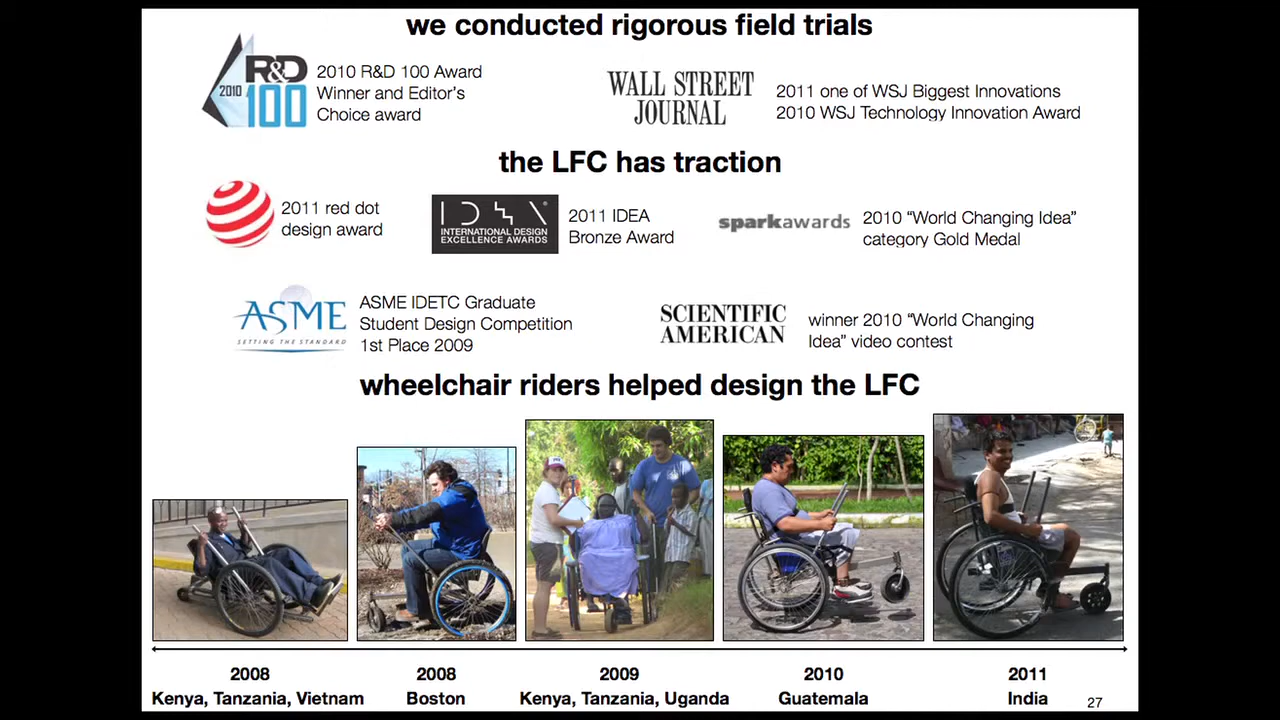 we conducted rigorous field trials
R&D
2010 100
2010 R&D 100 Award
Winner and Editor's
Choice award
WALL STREET
JOURNAL
2011 one of WSJ Biggest Innovations
2010 WSJ Technology Innovation Award
the LFC has traction
2011 red dot
design award
IDEA®
INTERNATIONAL DESIGN
EXCELLENCE AWARDS
2011 IDEA
Bronze Award
sparkawards
2010 “World Changing Idea”
category Gold Medal
ASME
SETTING THE STANDARD
ASME IDETC Graduate
Student Design Competition
1st Place 2009
SCIENTIFIC
AMERICAN
winner 2010 “World Changing
Idea” video contest
wheelchair riders helped design the LFC
2008
Kenya, Tanzania, Vietnam
2008
Boston
2009
Kenya, Tanzania, Uganda
2010
Guatemala
2011
India
27